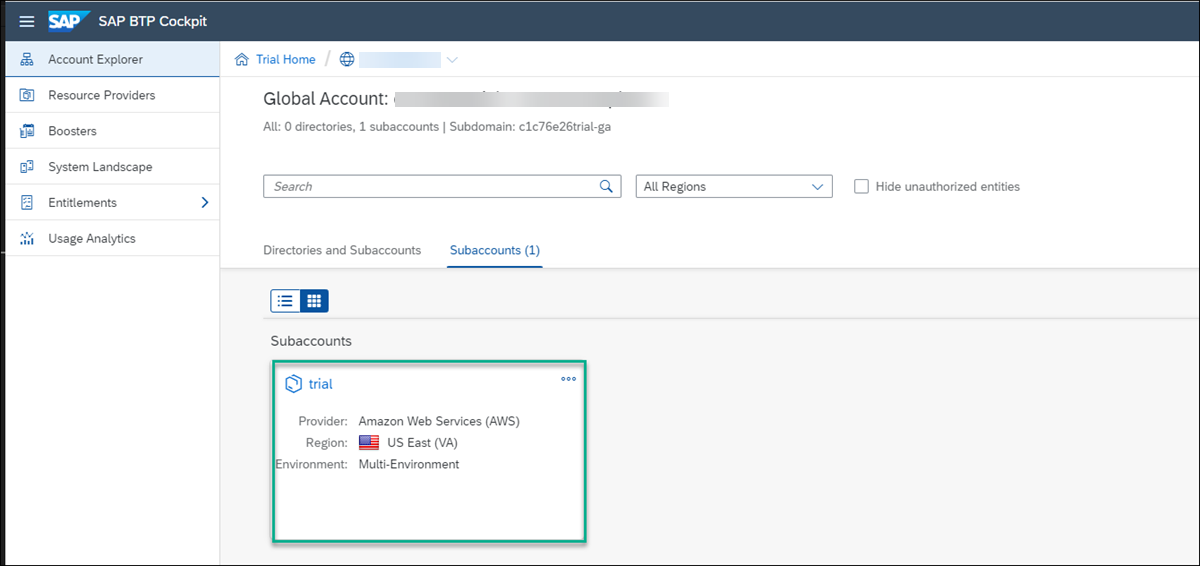 SAP SAP BTP Cockpit
Account Explorer
Resource Providers
Boosters
System Landscape
Entitlements
Usage Analytics
Trial Home /
Global Account:
All: 0 directories, 1 subaccounts | Subdomain: c1c76e26trial-ga
Search
All Regions
Hide unauthorized entities
Directories and Subaccounts
Subaccounts (1)
Subaccounts
trial
Provider: Amazon Web Services (AWS)
Region: US East (VA)
Environment: Multi-Environment